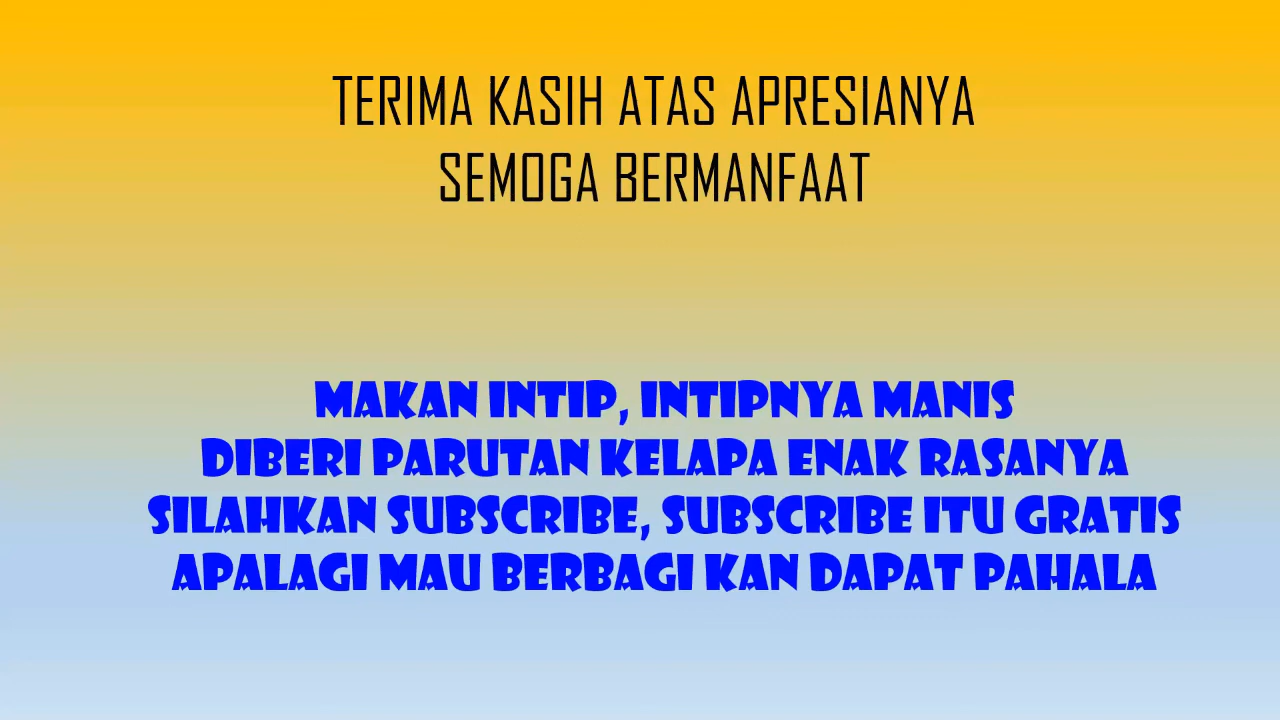 TERIMA KASIH ATAS APRESIANYA
SEMOGA BERMANFAAT
MAKAN INTIP, INTIPNYA MANIS
DIBERI PARUTAN KELAPA ENAK RASANYA
SILAHKAN SUBSCRIBE, SUBSCRIBE ITU GRATIS
APALAGI MAU BERBAGI KAN DAPAT PAHALA